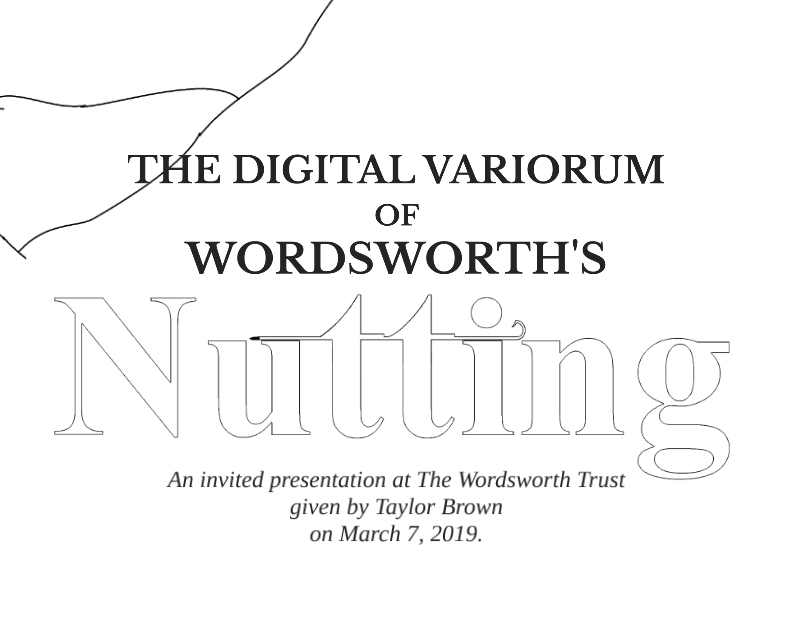 THE DIGITAL VARIORUM
OF
WORDSWORTH'S
Nutting
An invited presentation at The Wordsworth Trust
given by Taylor Brown
on March 7, 2019.